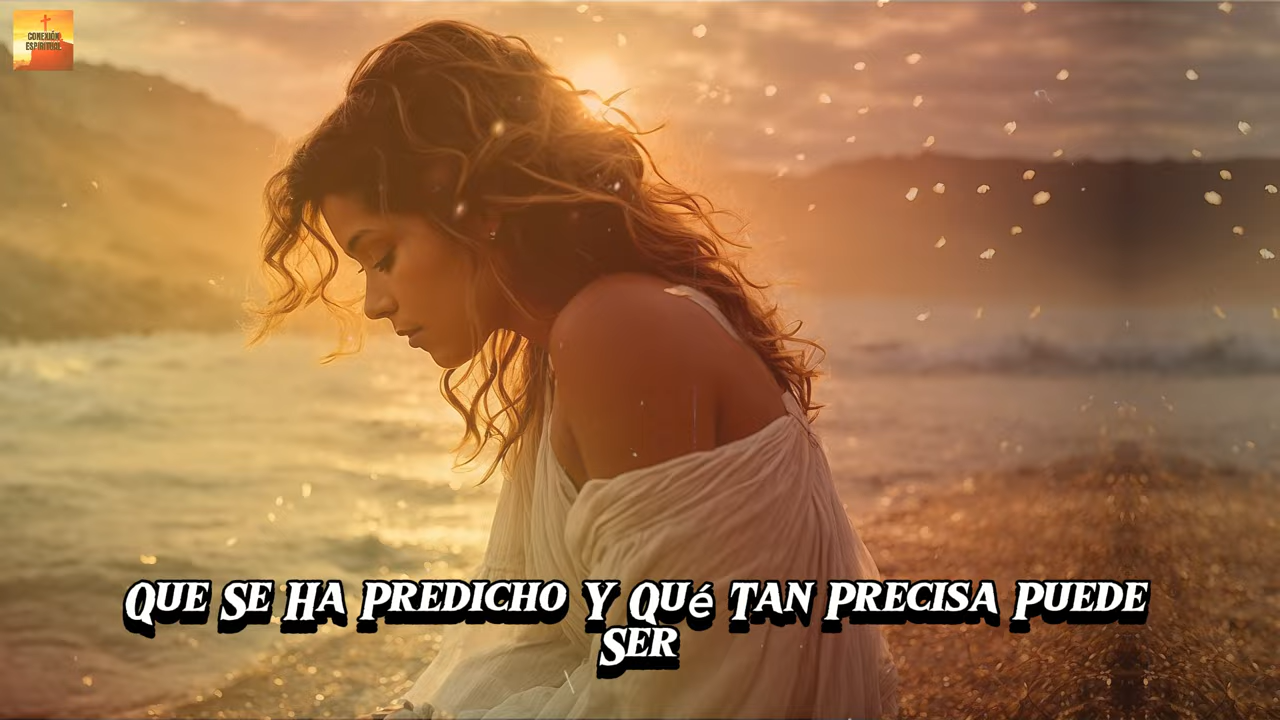 CONEXIÓN
ESPIRITUAL
QUE SE HA PREDICHO Y QUé TAN PRECISA PUEDE
SER